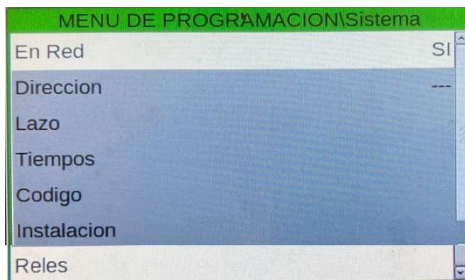 MENU DE PROGRAMACION\Sistema
En Red SI
Direccion ---
Lazo
Tiempos
Codigo
Instalacion
Reles